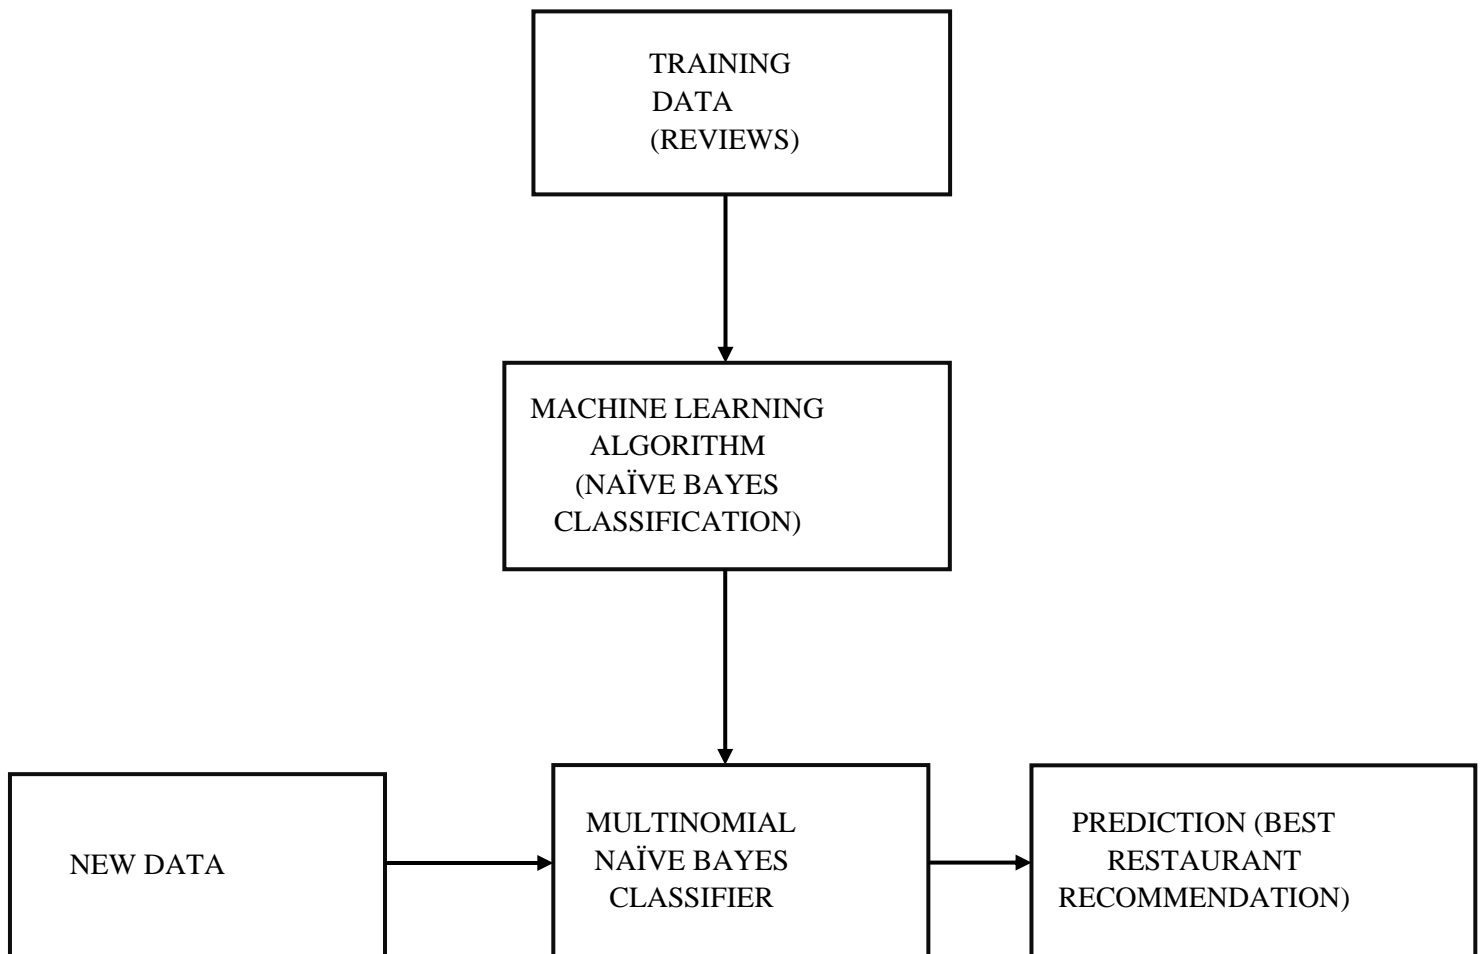 TRAINING
DATA
(REVIEWS)
MACHINE LEARNING
ALGORITHM
(NAÏVE BAYES
CLASSIFICATION)
NEW DATA
MULTINOMIAL
NAÏVE BAYES
CLASSIFIER
PREDICTION (BEST
RESTAURANT
RECOMMENDATION)